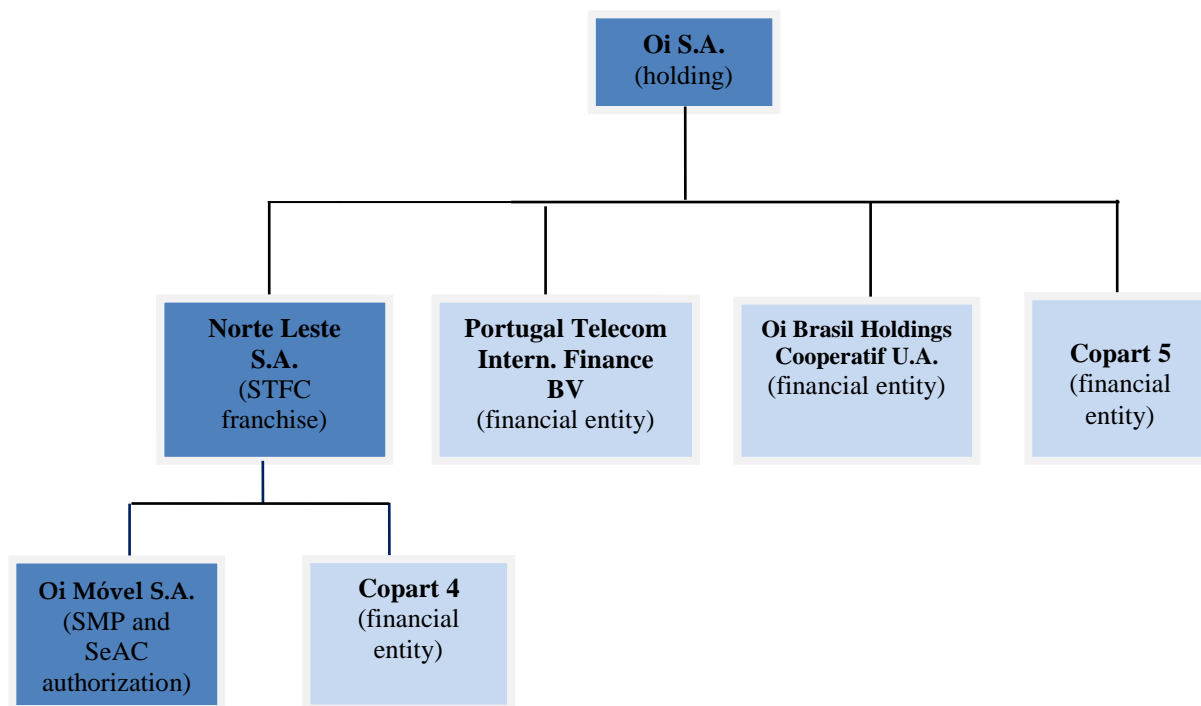 Oi S.A.
(holding)
Norte Leste
S.A.
(STFC
franchise)
Portugal Telecom
Intern. Finance
BV
(financial entity)
Oi Brasil Holdings
Cooperatif U.A.
(financial entity)
Copart 5
(financial
entity)
Oi Móvel S.A.
(SMP and
SeAC
authorization)
Copart 4
(financial
entity)